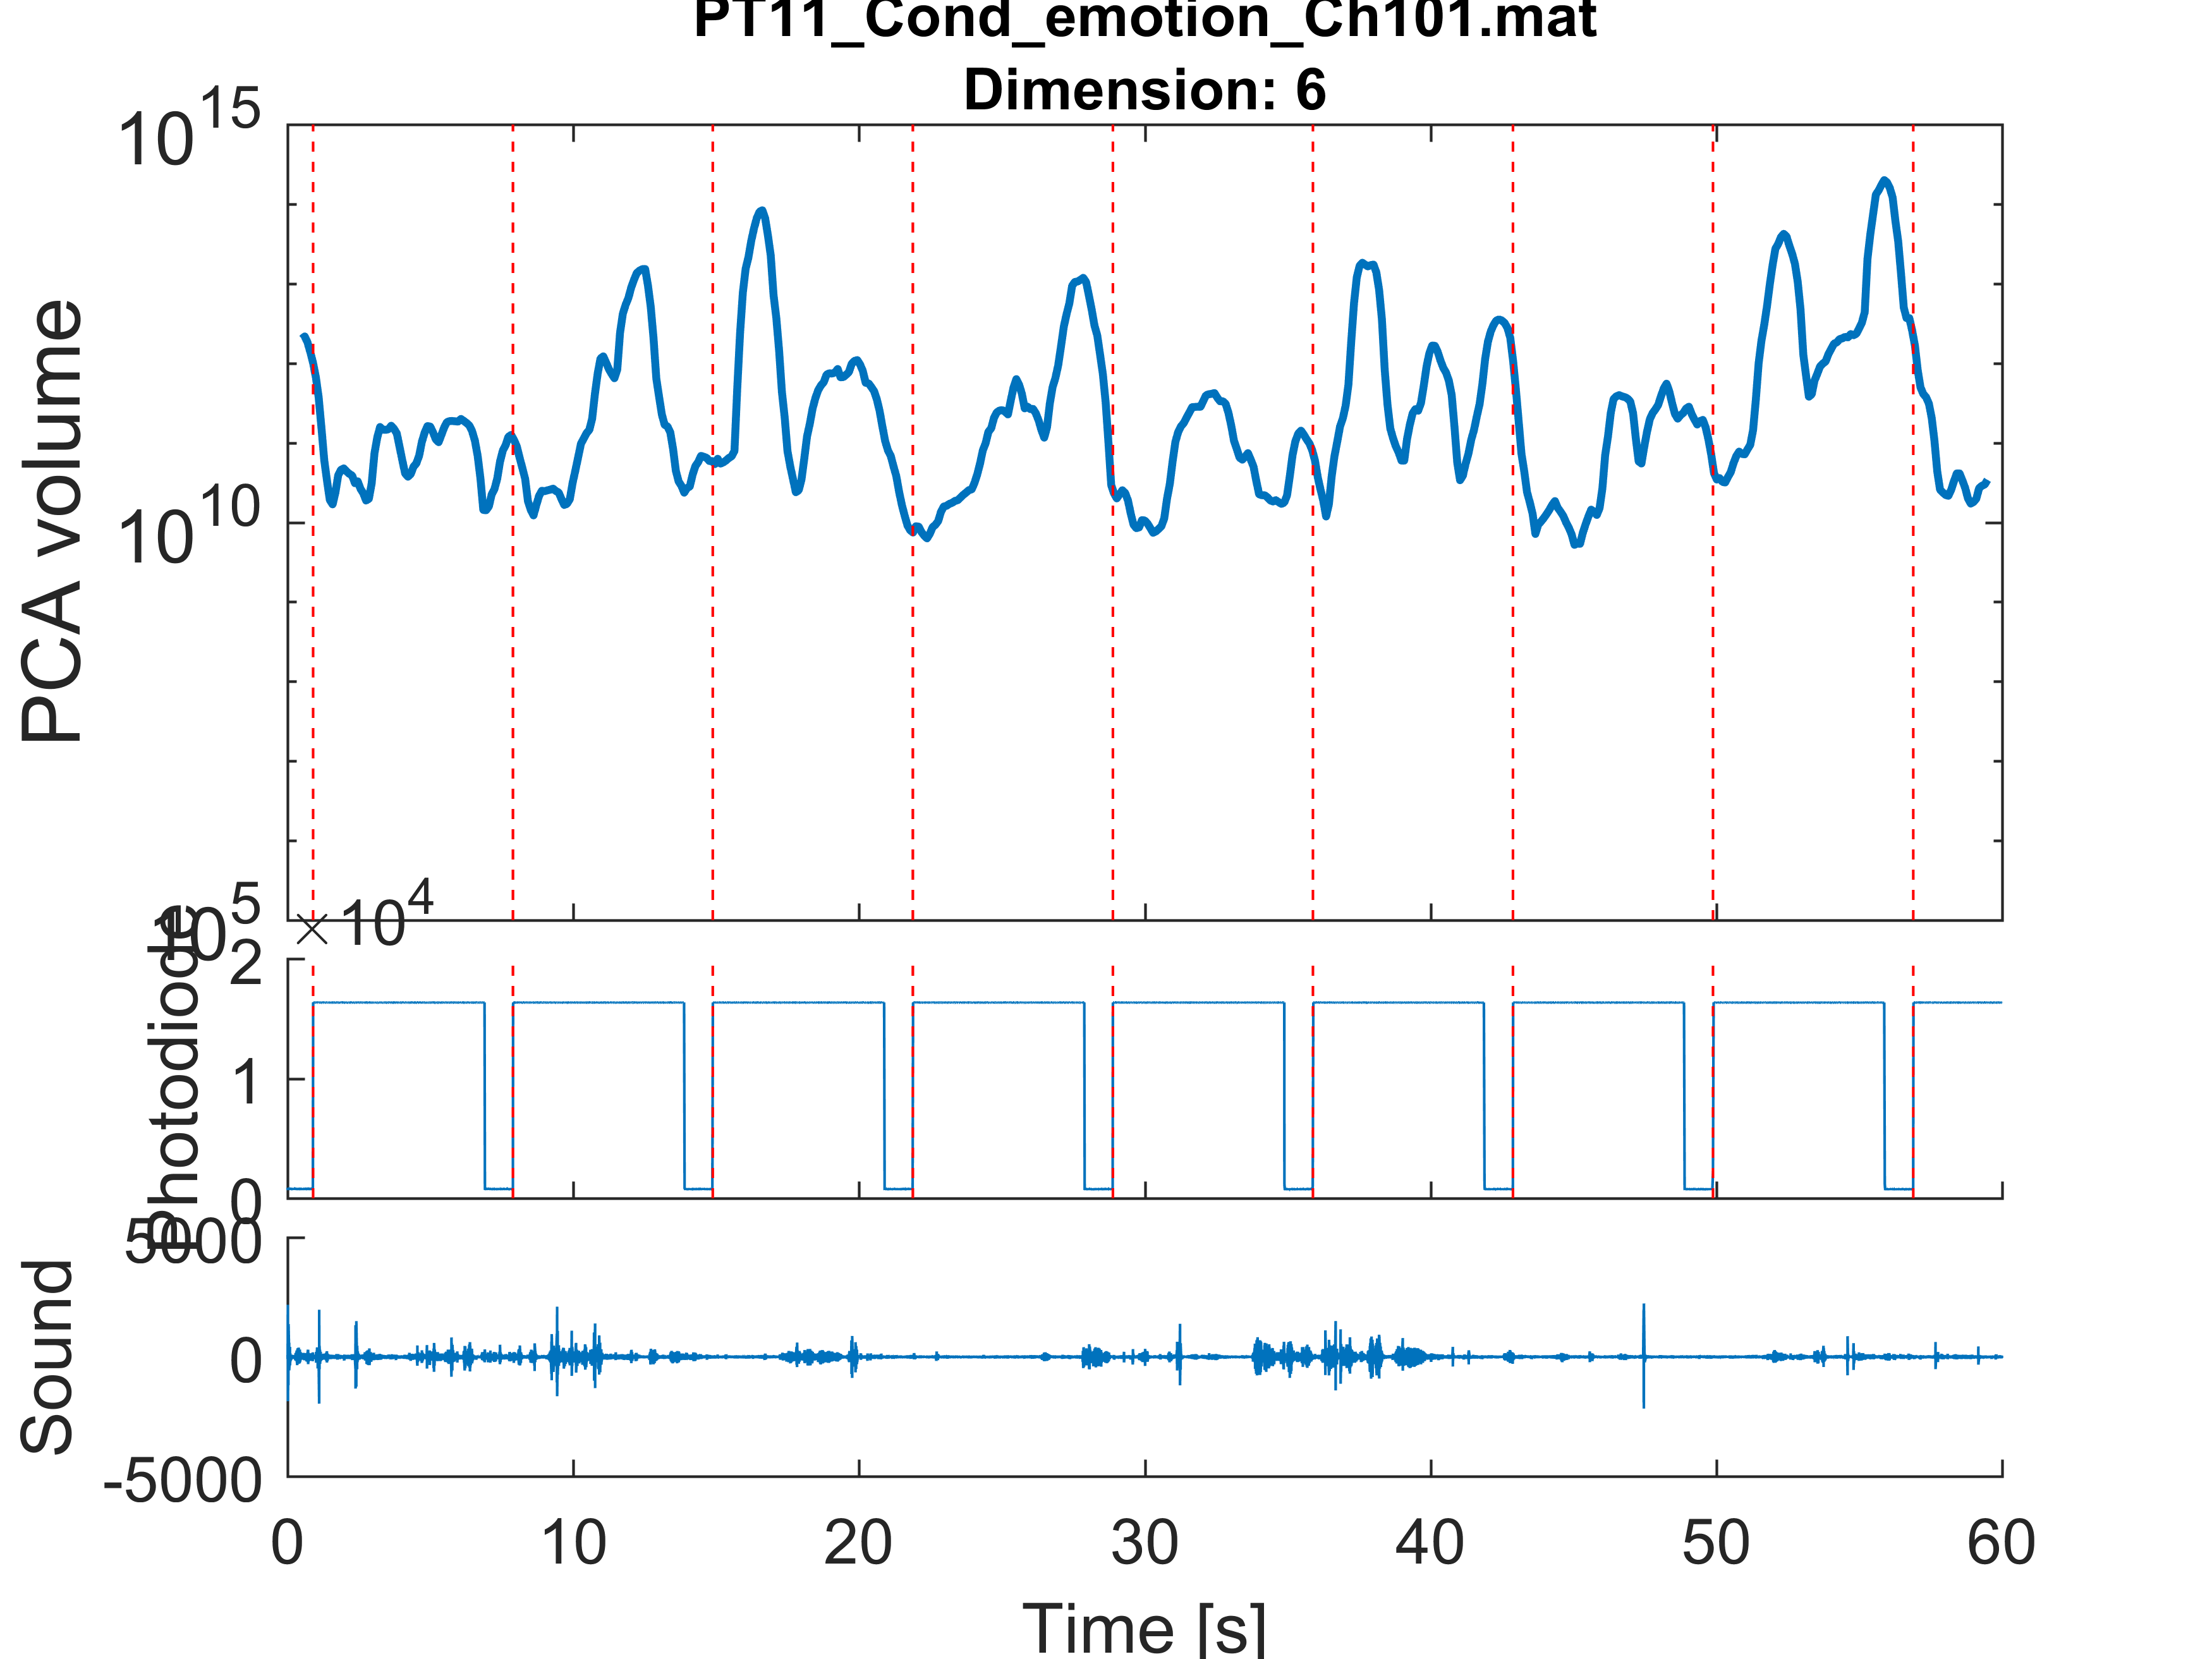 PT11_Cond_emotion_Ch101.mat
Dimension: 6
10^15
10^10
10^5
PCA volume
×10^4
2
1
0
Photodiode
5000
0
-5000
Sound
0 10 20 30 40 50 60
Time [s]